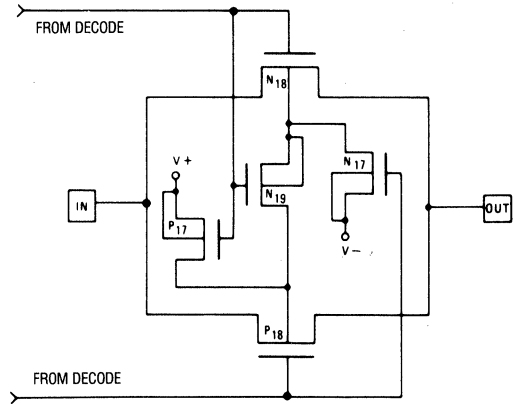 FROM DECODE
N18
V+
N17
IN
N19
P17
OUT
V-
P18
FROM DECODE